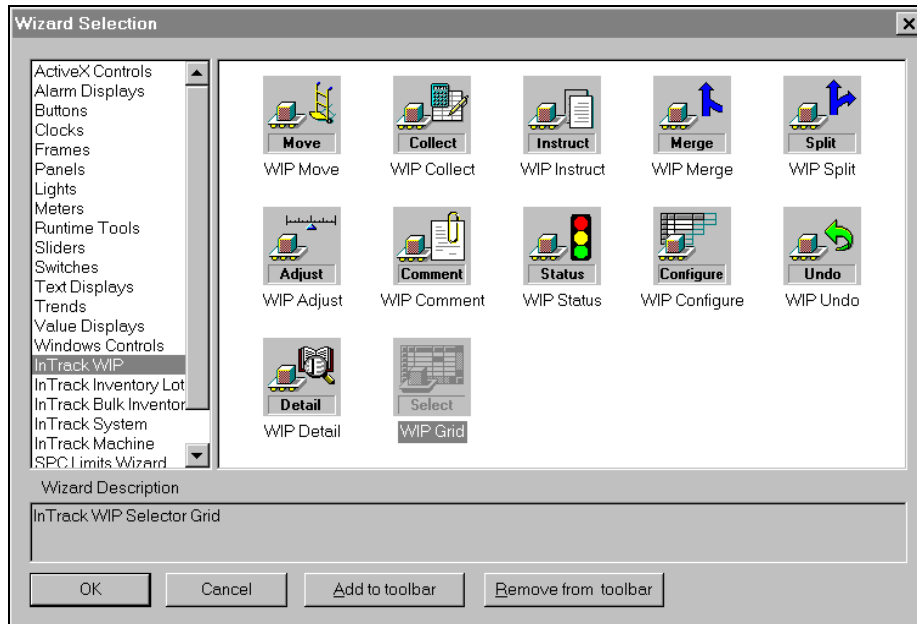 Wizard Selection
ActiveX Controls
Alarm Displays
Buttons
Clocks
Frames
Panels
Lights
Meters
Runtime Tools
Sliders
Switches
Text Displays
Trends
Value Displays
Windows Controls
InTrack WIP
InTrack Inventory Lot
InTrack Bulk Inventor
InTrack System
InTrack Machine
SPC Limits Wizard
Move Collect Instruct Merge Split
WIP Move WIP Collect WIP Instruct WIP Merge WIP Split
Adjust Comment Status Configure Undo
WIP Adjust WIP Comment WIP Status WIP Configure WIP Undo
Detail Select
WIP Detail WIP Grid
Wizard Description
InTrack WIP Selector Grid
OK Cancel Add to toolbar Remove from toolbar